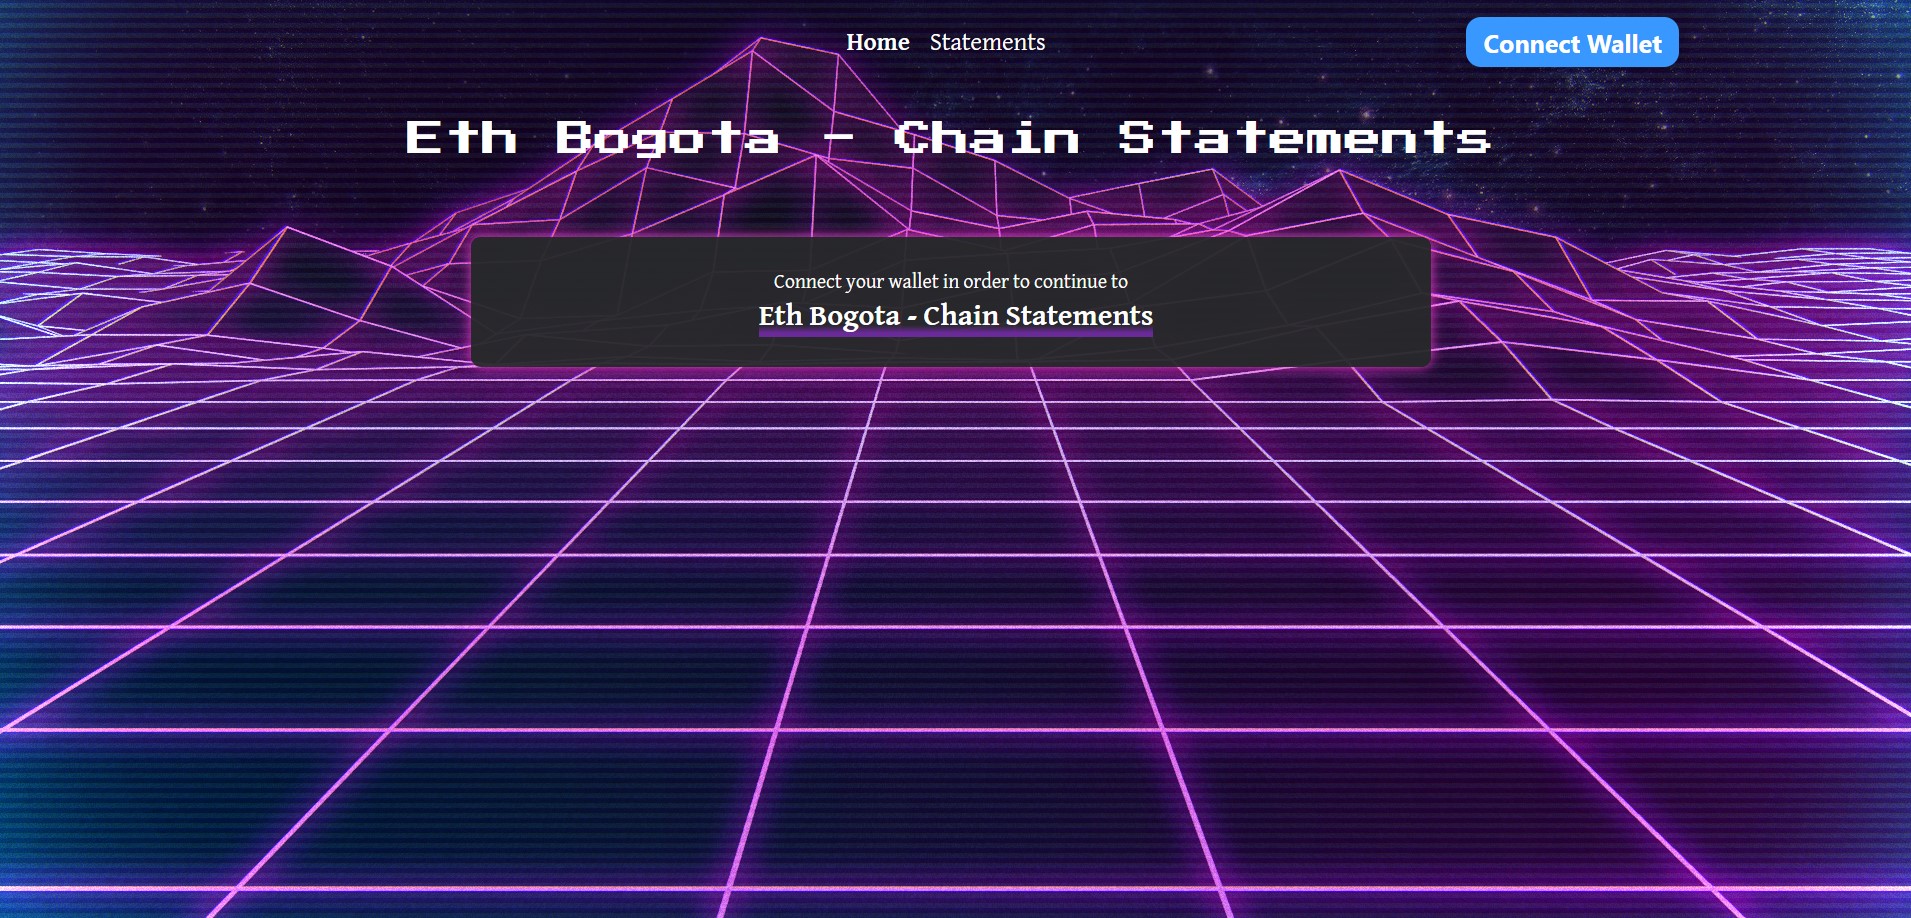 Home Statements Connect Wallet
Eth Bogota - Chain Statements
Connect your wallet in order to continue to
Eth Bogota - Chain Statements